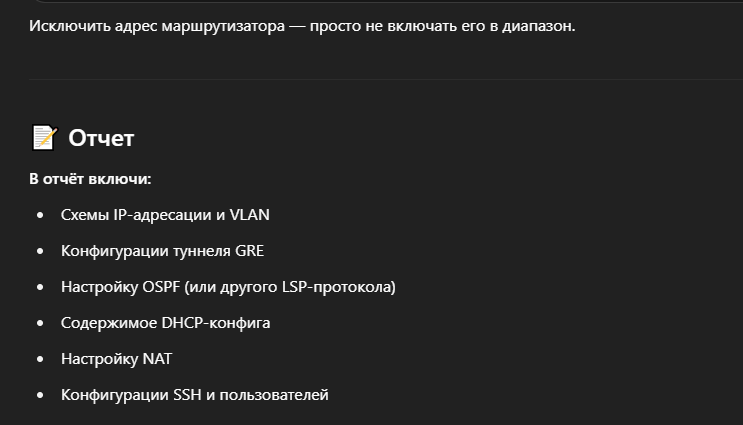 Исключить адрес маршрутизатора — просто не включать его в диапазон.
📝 Отчет
В отчёт включи:
• Схемы IP-адресации и VLAN
• Конфигурации туннеля GRE
• Настройку OSPF (или другого LSP-протокола)
• Содержимое DHCP-конфига
• Настройку NAT
• Конфигурации SSH и пользователей